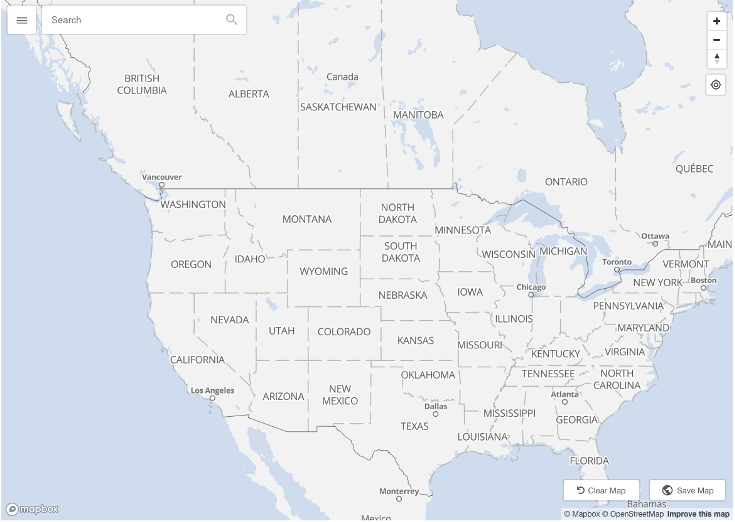 Search
Canada
BRITISH
COLUMBIA
ALBERTA
SASKATCHEWAN
MANITOBA
ONTARIO
QUÉBEC
Vancouver
WASHINGTON
MONTANA
NORTH
DAKOTA
MINNESOTA
SOUTH
DAKOTA
WISCONSIN
MICHIGAN
Ottawa
Toronto
MAIN
VERMONT
OREGON
IDAHO
WYOMING
NEBRASKA
IOWA
Chicago
NEW YORK
Boston
PENNSYLVANIA
NEVADA
UTAH
COLORADO
KANSAS
ILLINOIS
MISSOURI
MARYLAND
KENTUCKY
VIRGINIA
CALIFORNIA
Los Angeles
ARIZONA
NEW
MEXICO
OKLAHOMA
TENNESSEE
NORTH
CAROLINA
Dallas
Atlanta
TEXAS
MISSISSIPPI
GEORGIA
LOUISIANA
FLORIDA
Monterrey
Mexico
Bahamas
Clear Map
Save Map
mapbox
© Mapbox © OpenStreetMap Improve this map